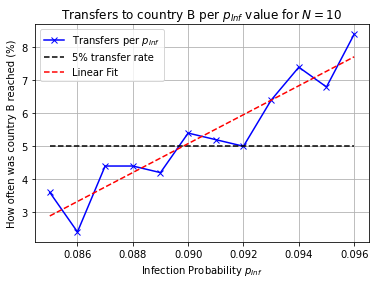 Transfers to country B per p_Inf value for N = 10
Transfers per p_Inf
5% transfer rate
Linear Fit
How often was country B reached (%)
8
7
6
5
4
3
0.086
0.088
0.090
0.092
0.094
0.096
Infection Probability p_Inf